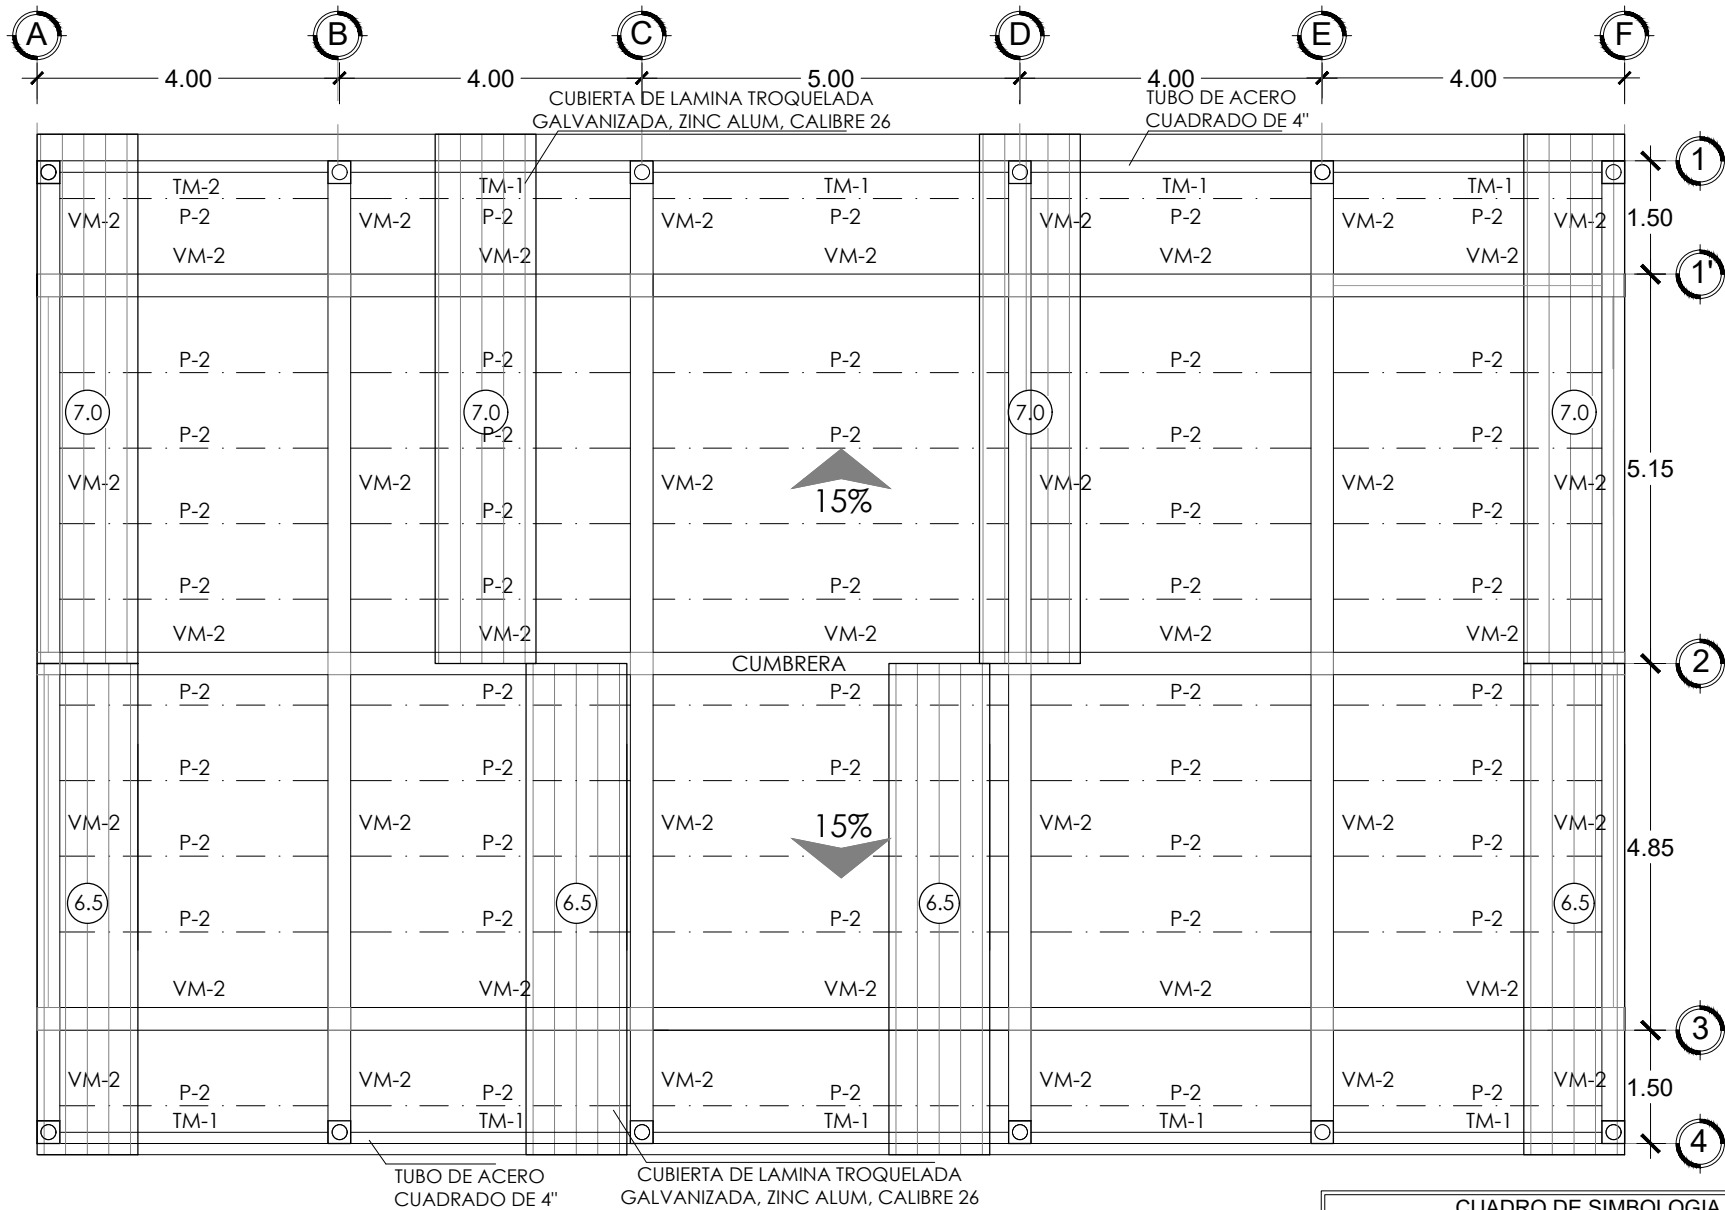 A B C D E F
4.00 4.00 5.00 4.00 4.00
CUBIERTA DE LAMINA TROQUELADA
GALVANIZADA, ZINC ALUM, CALIBRE 26
TUBO DE ACERO
CUADRADO DE 4"
1
TM-2 TM-1 TM-1 TM-1 TM-1
P-2 P-2 P-2 P-2 P-2
VM-2 VM-2 VM-2 VM-2 VM-2 VM-2 1.50
VM-2 VM-2 VM-2 VM-2 VM-2
1'
P-2 P-2 P-2 P-2 P-2
7.0 7.0 7.0 7.0
P-2 P-2 P-2 P-2 P-2
5.15
VM-2 VM-2 VM-2 VM-2 VM-2 VM-2
15%
P-2 P-2 P-2 P-2
P-2 P-2 P-2 P-2 P-2
VM-2 VM-2 VM-2 VM-2 VM-2
CUMBRERA 2
P-2 P-2 P-2 P-2 P-2
P-2 P-2 P-2 P-2 P-2
VM-2 VM-2 VM-2 VM-2 VM-2 VM-2
15%
P-2 P-2 P-2 P-2 4.85
6.5 6.5 6.5 6.5
P-2 P-2 P-2 P-2 P-2
VM-2 VM-2 VM-2 VM-2 VM-2
3
VM-2 VM-2 VM-2 VM-2 VM-2 VM-2
P-2 P-2 P-2 P-2 P-2 1.50
TM-1 TM-1 TM-1 TM-1 TM-1
4
TUBO DE ACERO
CUADRADO DE 4"
CUBIERTA DE LAMINA TROQUELADA
GALVANIZADA, ZINC ALUM, CALIBRE 26
CUADRO DE SIMBOLOGIA